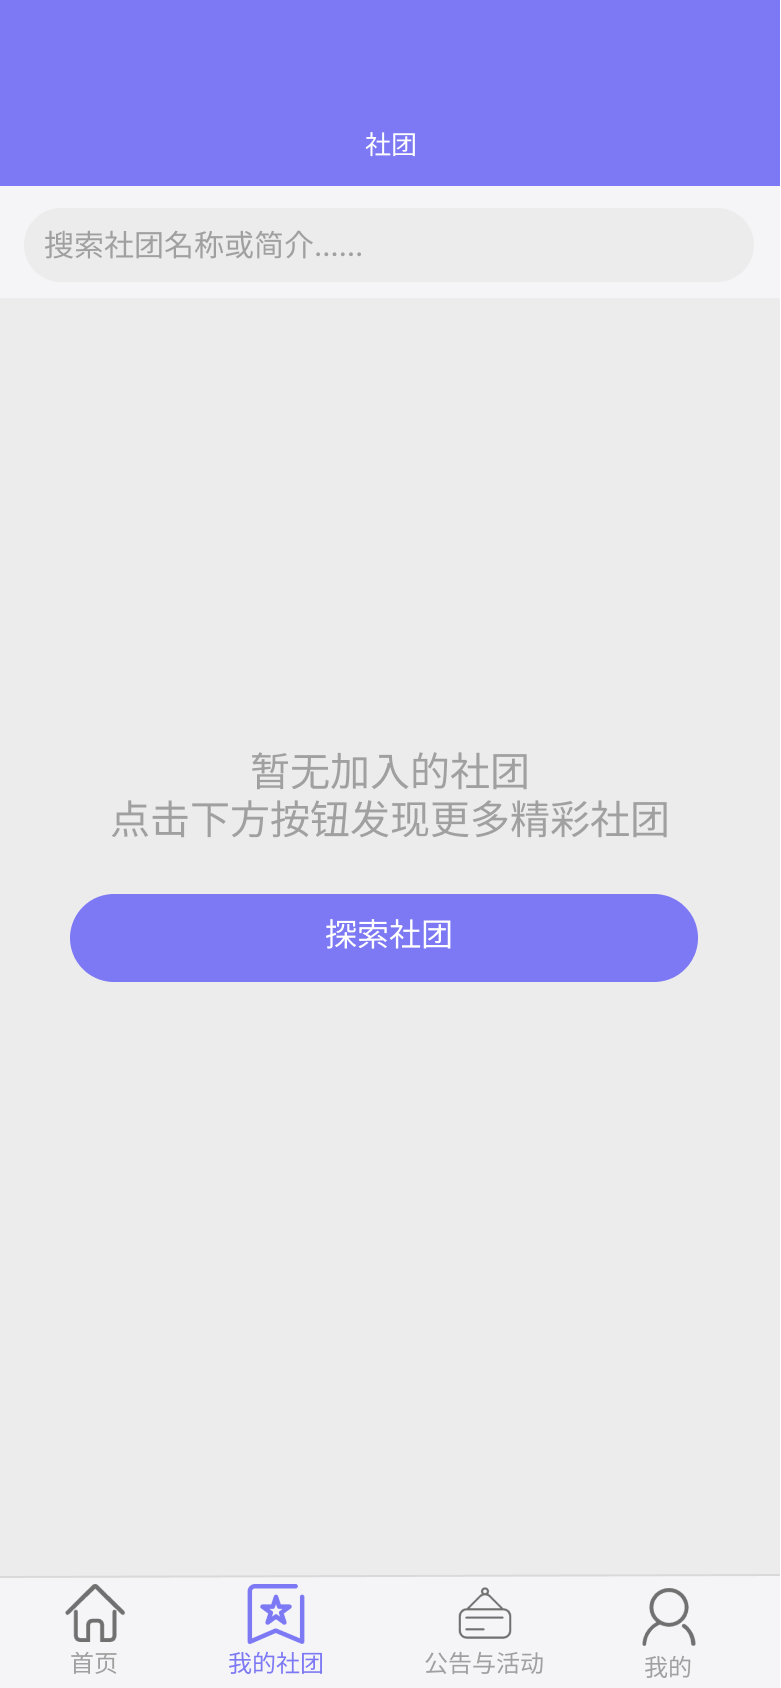 社团
搜索社团名称或简介......
暂无加入的社团
点击下方按钮发现更多精彩社团
探索社团
首页
我的社团
公告与活动
我的